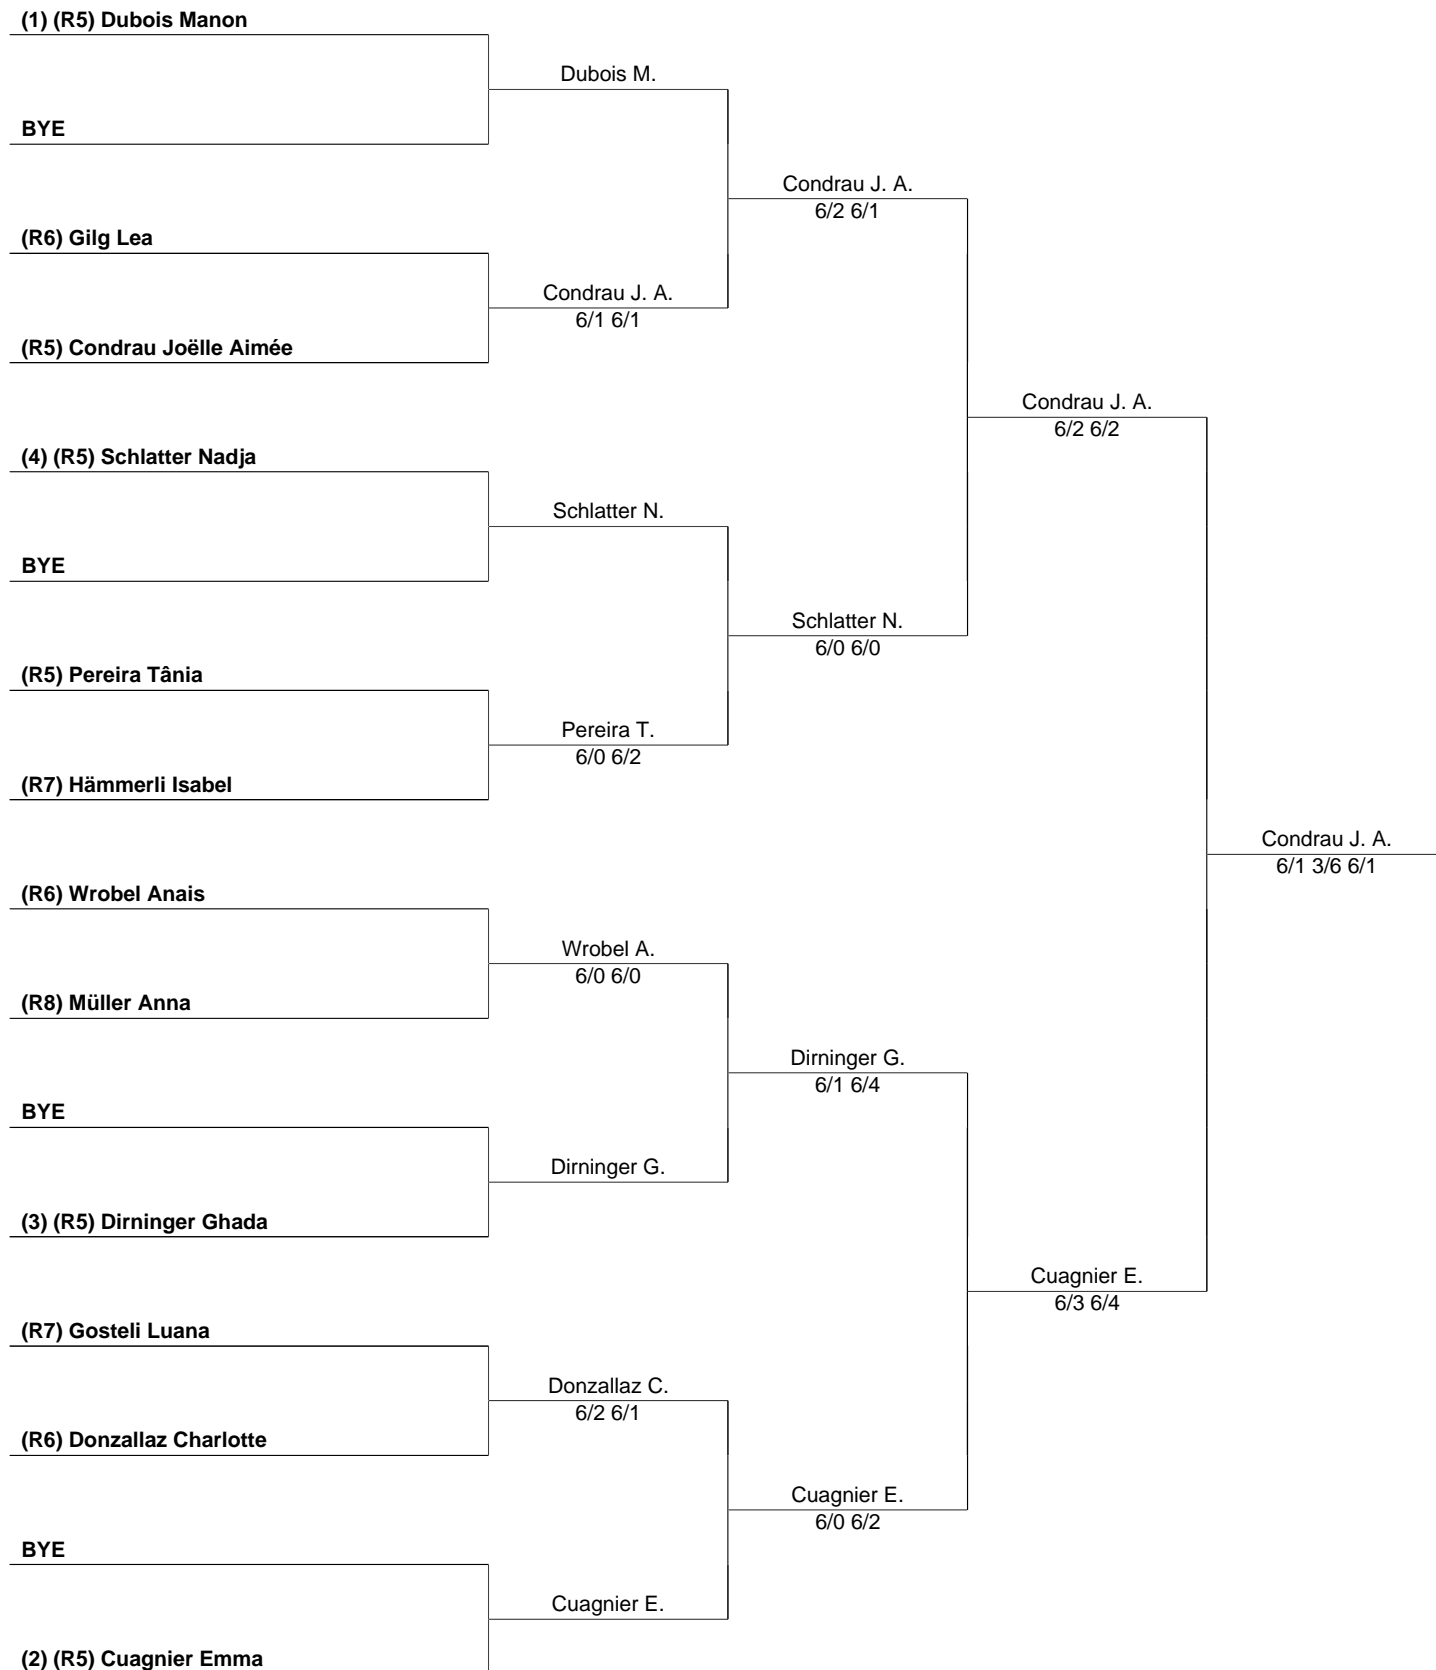 (1) (R5) Dubois Manon
Dubois M.
BYE
Condrau J. A.
6/2 6/1
(R6) Gilg Lea
Condrau J. A.
6/1 6/1
(R5) Condrau Joëlle Aimée
Condrau J. A.
6/2 6/2
(4) (R5) Schlatter Nadja
Schlatter N.
BYE
Schlatter N.
6/0 6/0
(R5) Pereira Tânia
Pereira T.
6/0 6/2
(R7) Hämmerli Isabel
Condrau J. A.
6/1 3/6 6/1
(R6) Wrobel Anais
Wrobel A.
6/0 6/0
(R8) Müller Anna
Dirninger G.
6/1 6/4
BYE
Dirninger G.
(3) (R5) Dirninger Ghada
Cuagnier E.
6/3 6/4
(R7) Gosteli Luana
Donzallaz C.
6/2 6/1
(R6) Donzallaz Charlotte
Cuagnier E.
6/0 6/2
BYE
Cuagnier E.
(2) (R5) Cuagnier Emma